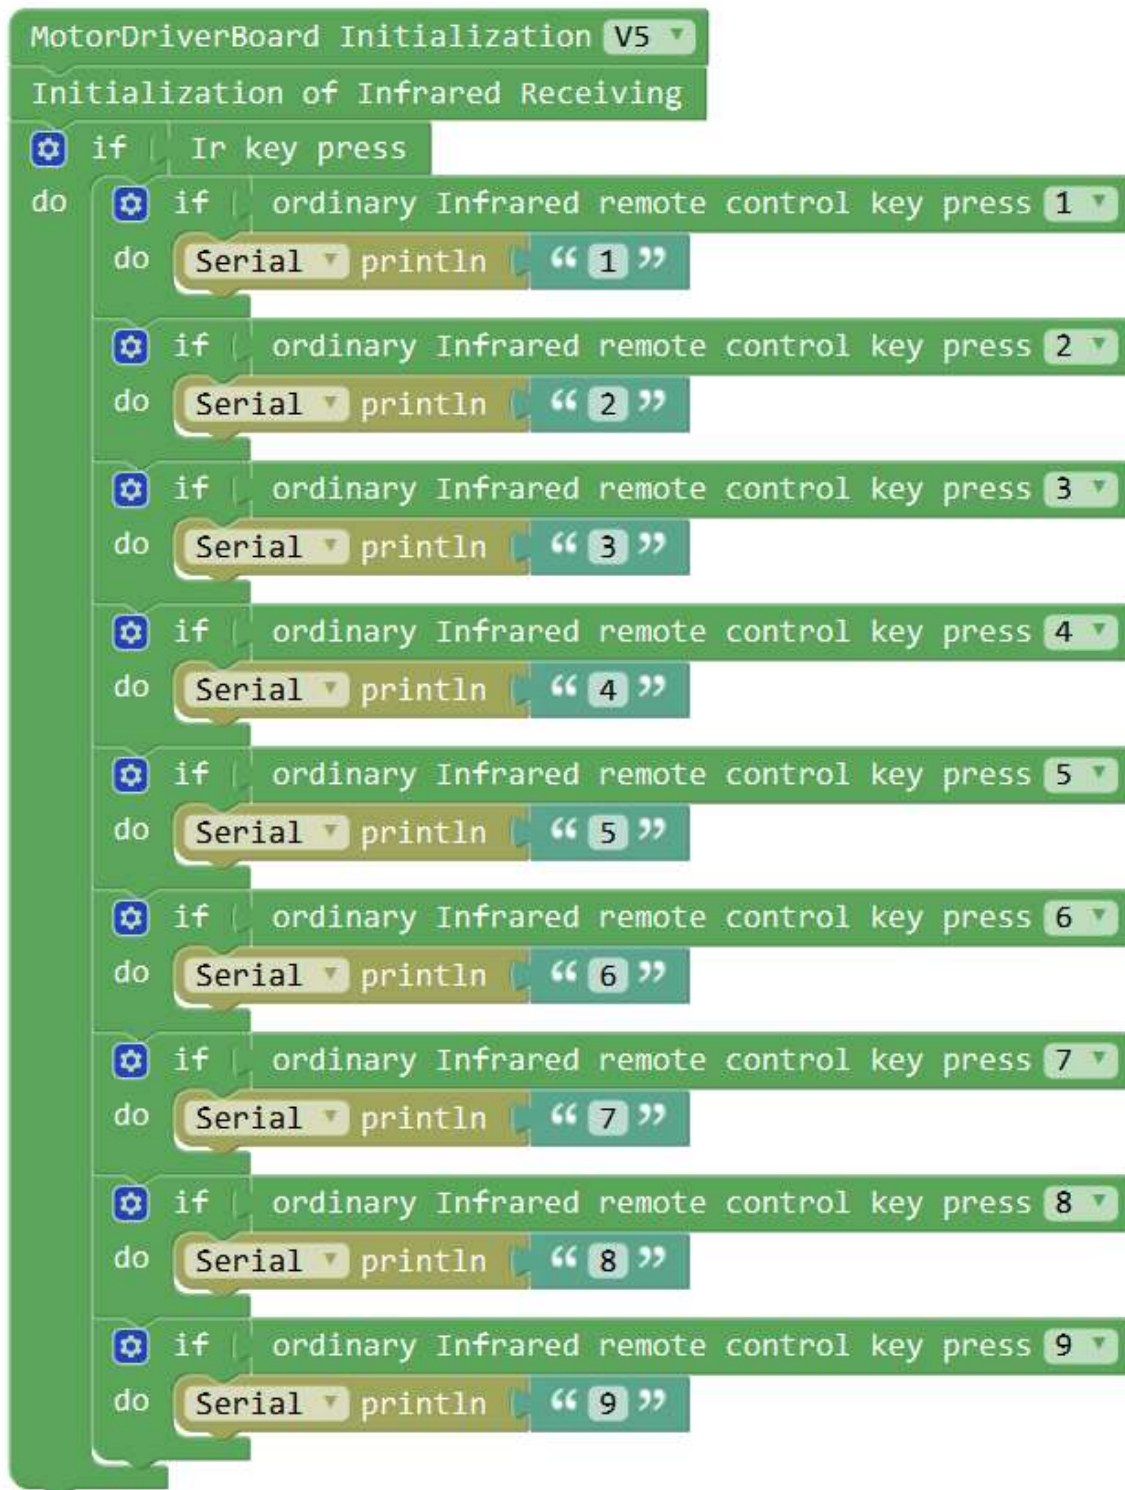 MotorDriverBoard Initialization V5
Initialization of Infrared Receiving
if Ir key press
do if ordinary Infrared remote control key press 1
do Serial println “ 1 ”
if ordinary Infrared remote control key press 2
do Serial println “ 2 ”
if ordinary Infrared remote control key press 3
do Serial println “ 3 ”
if ordinary Infrared remote control key press 4
do Serial println “ 4 ”
if ordinary Infrared remote control key press 5
do Serial println “ 5 ”
if ordinary Infrared remote control key press 6
do Serial println “ 6 ”
if ordinary Infrared remote control key press 7
do Serial println “ 7 ”
if ordinary Infrared remote control key press 8
do Serial println “ 8 ”
if ordinary Infrared remote control key press 9
do Serial println “ 9 ”